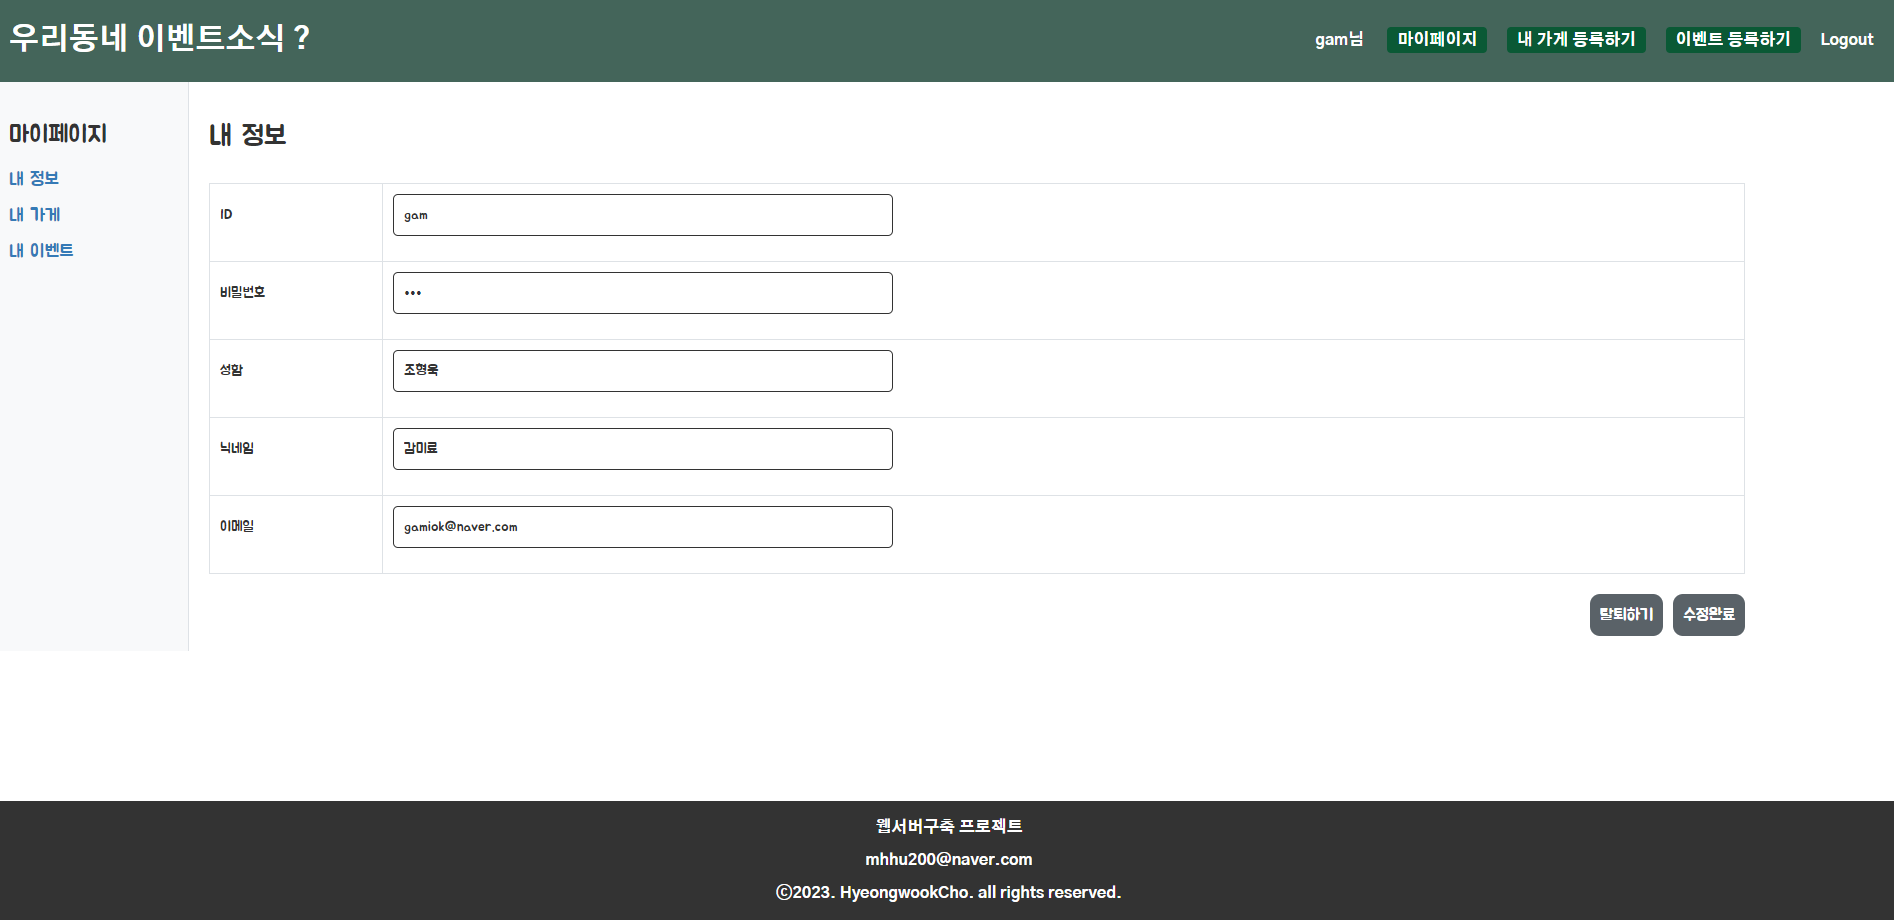 우리동네 이벤트소식 ?
gam님 마이페이지 내 가게 등록하기 이벤트 등록하기 Logout
마이페이지
내 정보
내 가게
내 이벤트
내 정보
ID gam
비밀번호 •••
성함 조형욱
닉네임 감미료
이메일 gamiok@naver.com
탈퇴하기 수정완료
웹서버구축 프로젝트
mhhu200@naver.com
ⓒ2023. HyeongwookCho. all rights reserved.